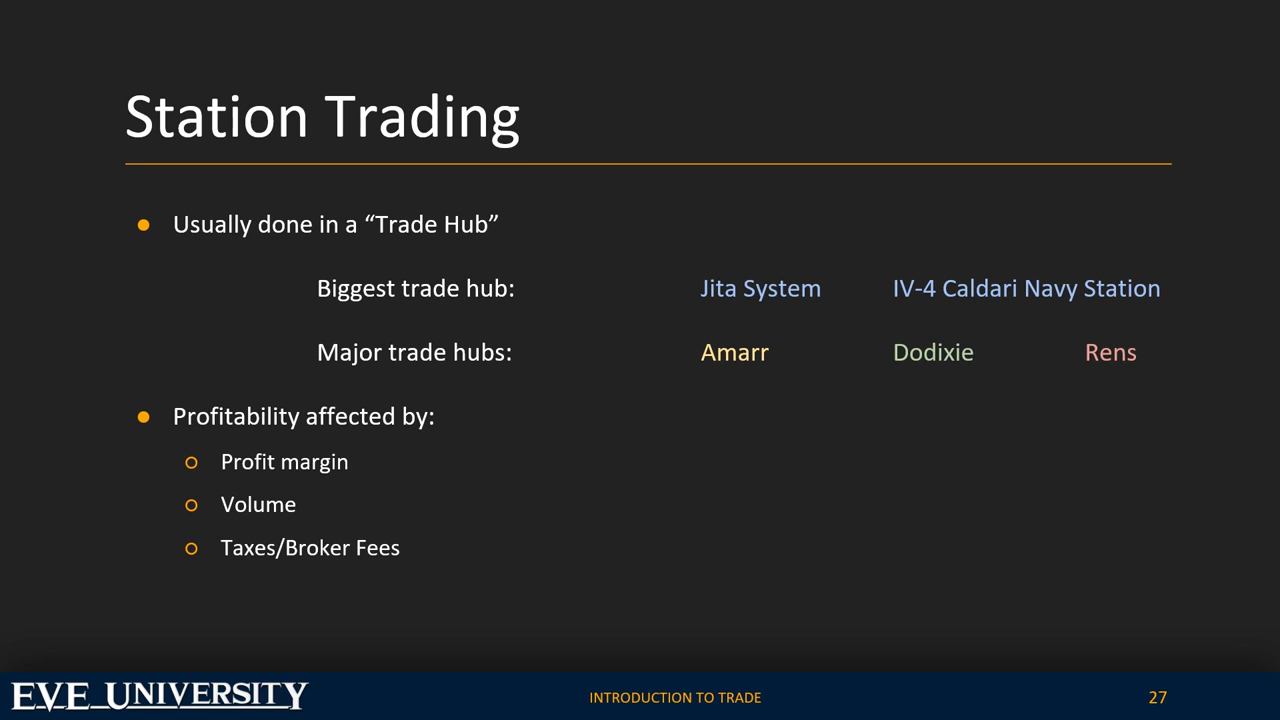 Station Trading
Usually done in a “Trade Hub”
Biggest trade hub: Jita System IV-4 Caldari Navy Station
Major trade hubs: Amarr Dodixie Rens
Profitability affected by:
Profit margin
Volume
Taxes/Broker Fees
EVE UNIVERSITY INTRODUCTION TO TRADE 27